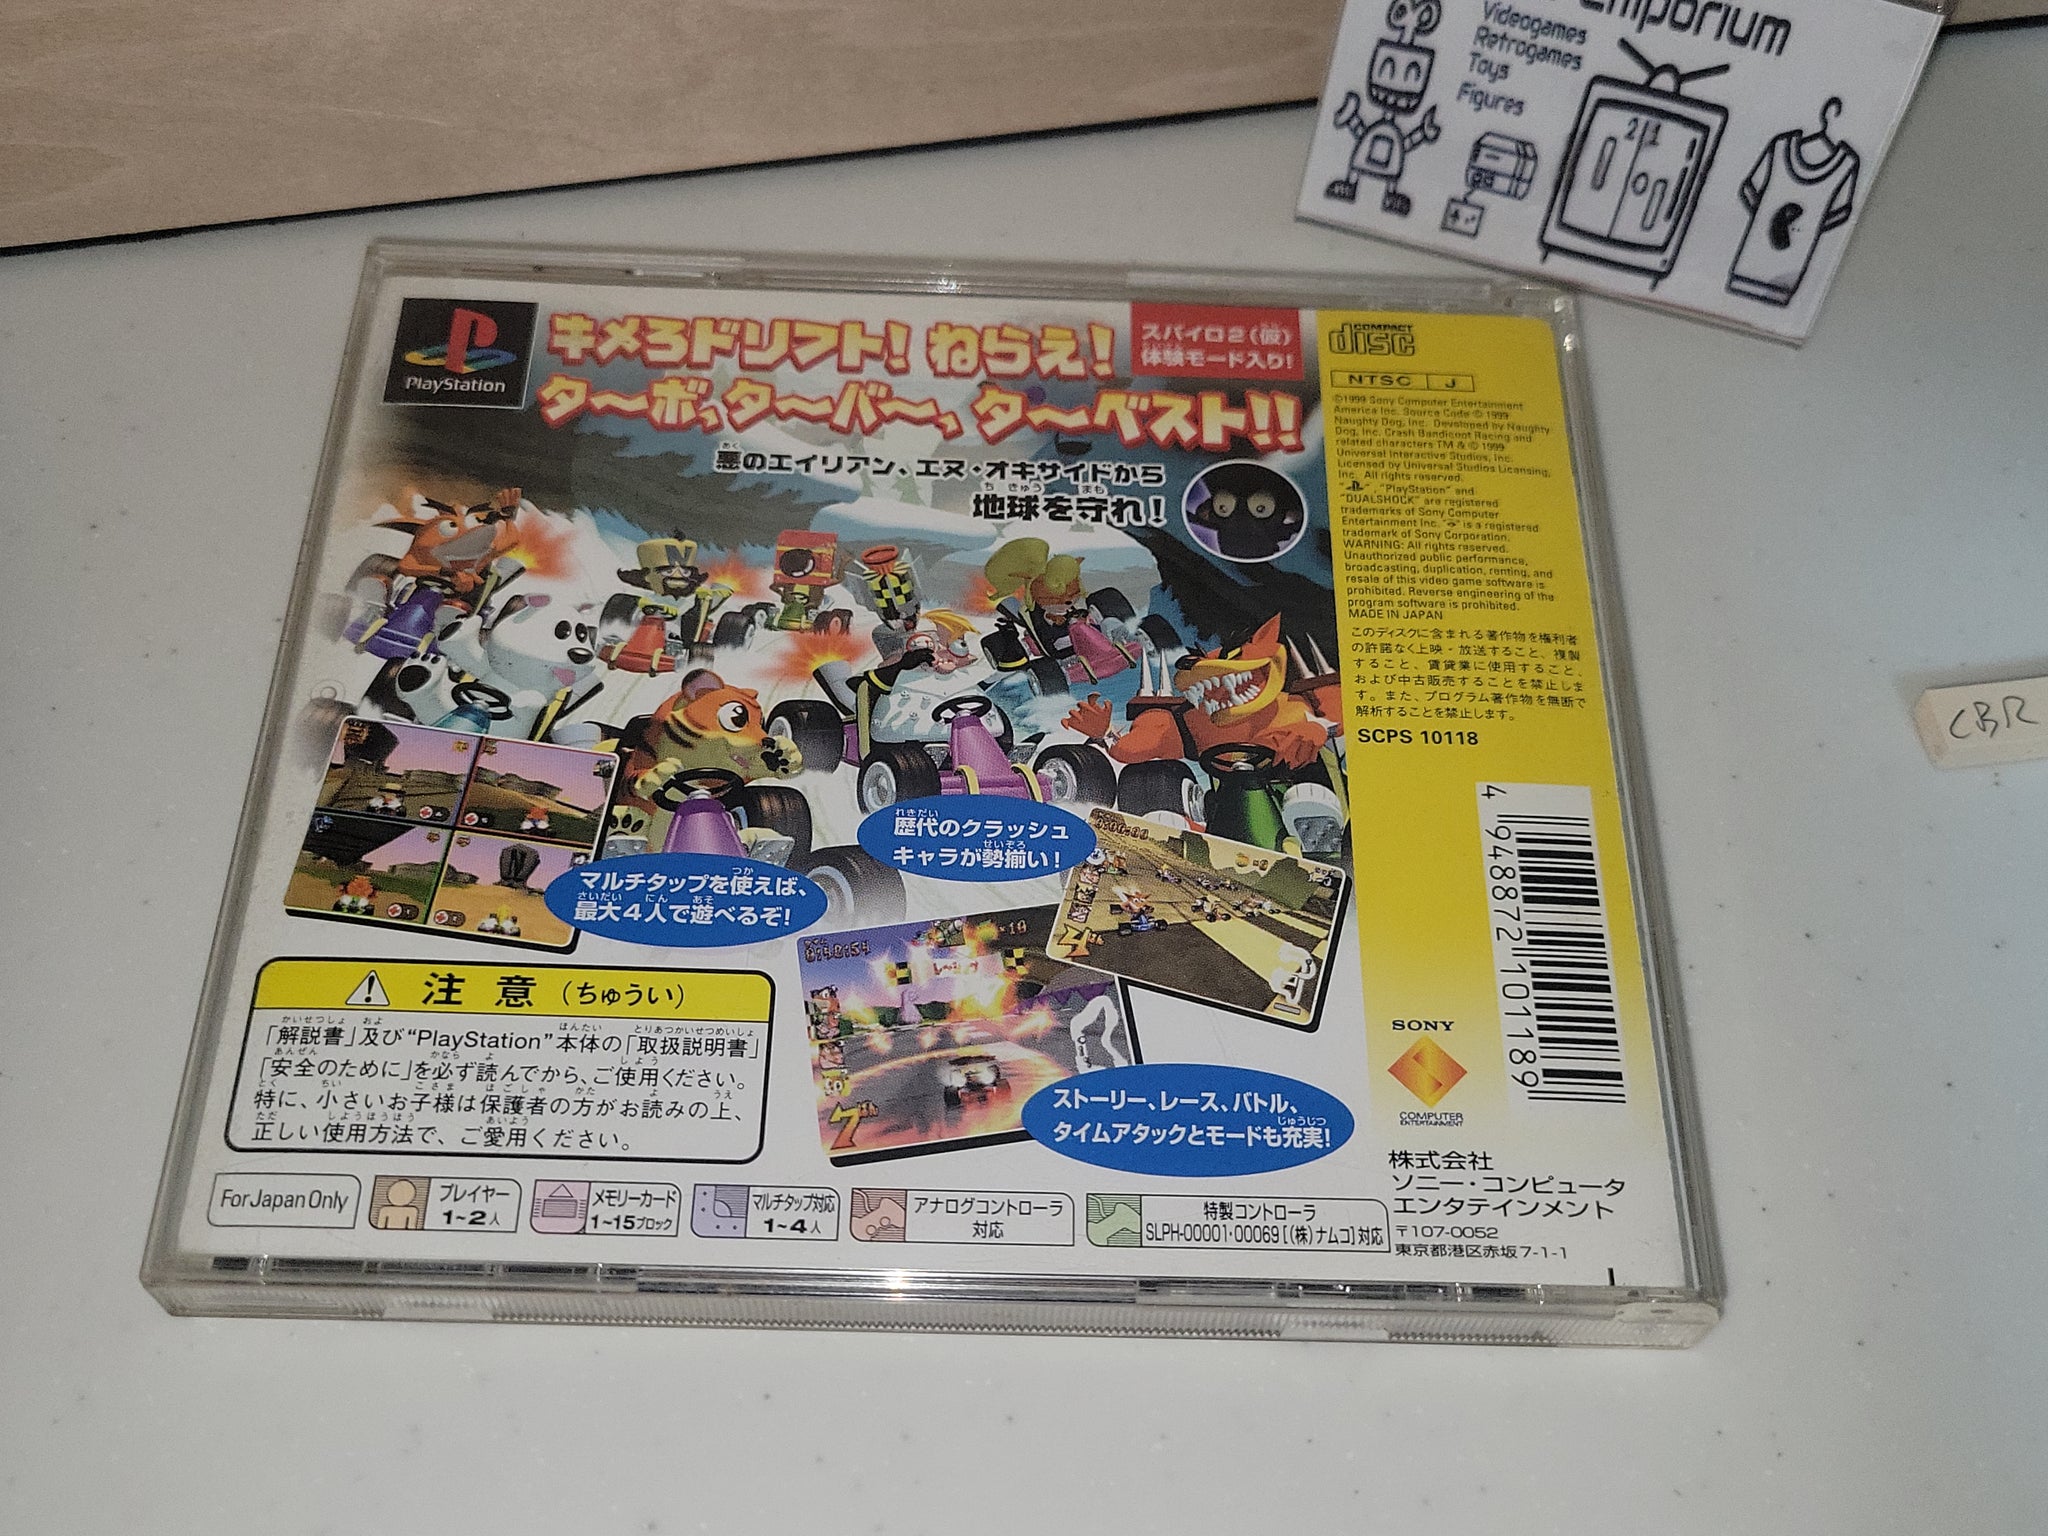 Emporium
Videogames
Retrogames
Toys
Figures
21
CBR
PlayStation
キメろドリフト! ねらえ!
ターボっ、ターバー、ターベスト!!
スパイロ2(仮)
体験モード入り!
悪のエイリアン、エヌ・オキサイドから
地球を守れ!
マルチタップを使えば、
最大4人で遊べるぞ!
歴代のクラッシュ
キャラが勢揃い!
ストーリー、レース、バトル、
タイムアタックとモードも充実!
注意(ちゅうい)
「解説書」及び“PlayStation”本体の「取扱説明書」
「安全のために」を必ず読んでから、ご使用ください。
特に、小さいお子様は保護者の方がお読みの上、
正しい使用方法で、ご愛用ください。
For Japan Only
プレイヤー
1~2人
メモリーカード
1~15ブロック
マルチタップ対応
1~4人
アナログコントローラ
対応
特製コントローラ
SLPH-00001・00069[(株)ナムコ]対応
COMPACT
disc
NTSC J
©1999 Sony Computer Entertainment
America Inc. Source Code © 1999
Naughty Dog, Inc. Developed by Naughty
Dog, Inc. Crash Bandicoot Racing and
related characters TM & © 1999
Universal Interactive Studios, Inc.
Licensed by Universal Studios Licensing,
Inc. All rights reserved.
"PlayStation" and
"DUALSHOCK" are registered
trademarks of Sony Computer
Entertainment Inc. " " is a registered
trademark of Sony Corporation.
WARNING: All rights reserved.
Unauthorized public performance,
broadcasting, duplication, renting, and
resale of this video game software is
prohibited. Reverse engineering of the
program software is prohibited.
MADE IN JAPAN
このディスクに含まれる著作物を権利者
の許諾なく上映・放送すること、複製
すること、賃貸業に使用すること、
および中古販売することを禁止しま
す。また、プログラム著作物を無断で
解析することを禁止します。
SCPS 10118
4 948872 101189
SONY
COMPUTER
ENTERTAINMENT
株式会社
ソニー・コンピュータ
エンタテインメント
〒107-0052
東京都港区赤坂7-1-1